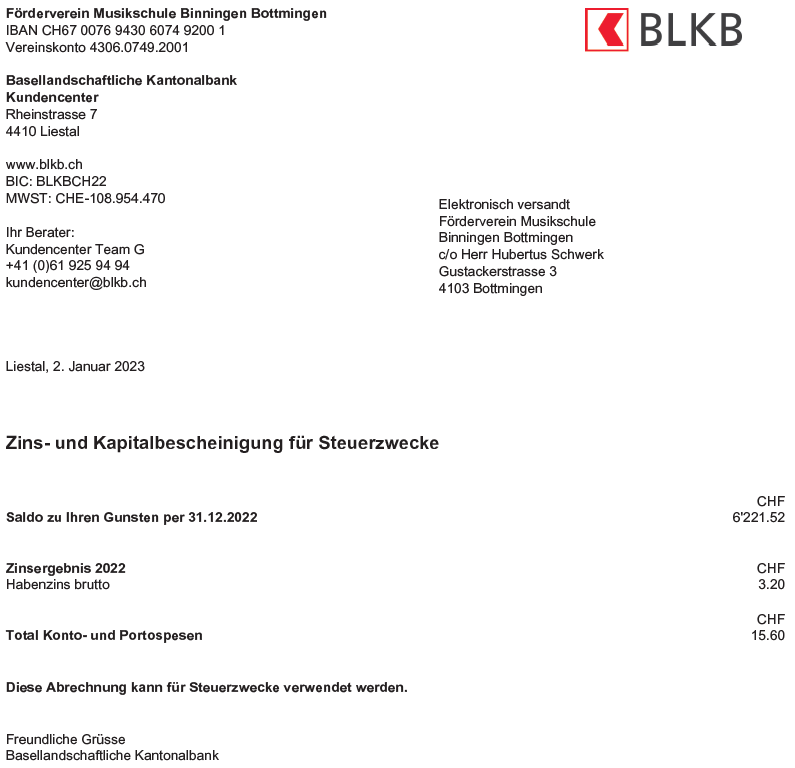 Förderverein Musikschule Binningen Bottmingen
IBAN CH67 0076 9430 6074 9200 1
Vereinskonto 4306.0749.2001
BLKB
Basellandschaftliche Kantonalbank
Kundencenter
Rheinstrasse 7
4410 Liestal
www.blkb.ch
BIC: BLKBCH22
MWST: CHE-108.954.470
Ihr Berater:
Kundencenter Team G
+41 (0)61 925 94 94
kundencenter@blkb.ch
Elektronisch versandt
Förderverein Musikschule
Binningen Bottmingen
c/o Herr Hubertus Schwerk
Gustackerstrasse 3
4103 Bottmingen
Liestal, 2. Januar 2023
Zins- und Kapitalbescheinigung für Steuerzwecke
CHF
Saldo zu Ihren Gunsten per 31.12.2022 6'221.52
Zinsergebnis 2022 CHF
Habenzins brutto 3.20
CHF
Total Konto- und Portospesen 15.60
Diese Abrechnung kann für Steuerzwecke verwendet werden.
Freundliche Grüsse
Basellandschaftliche Kantonalbank